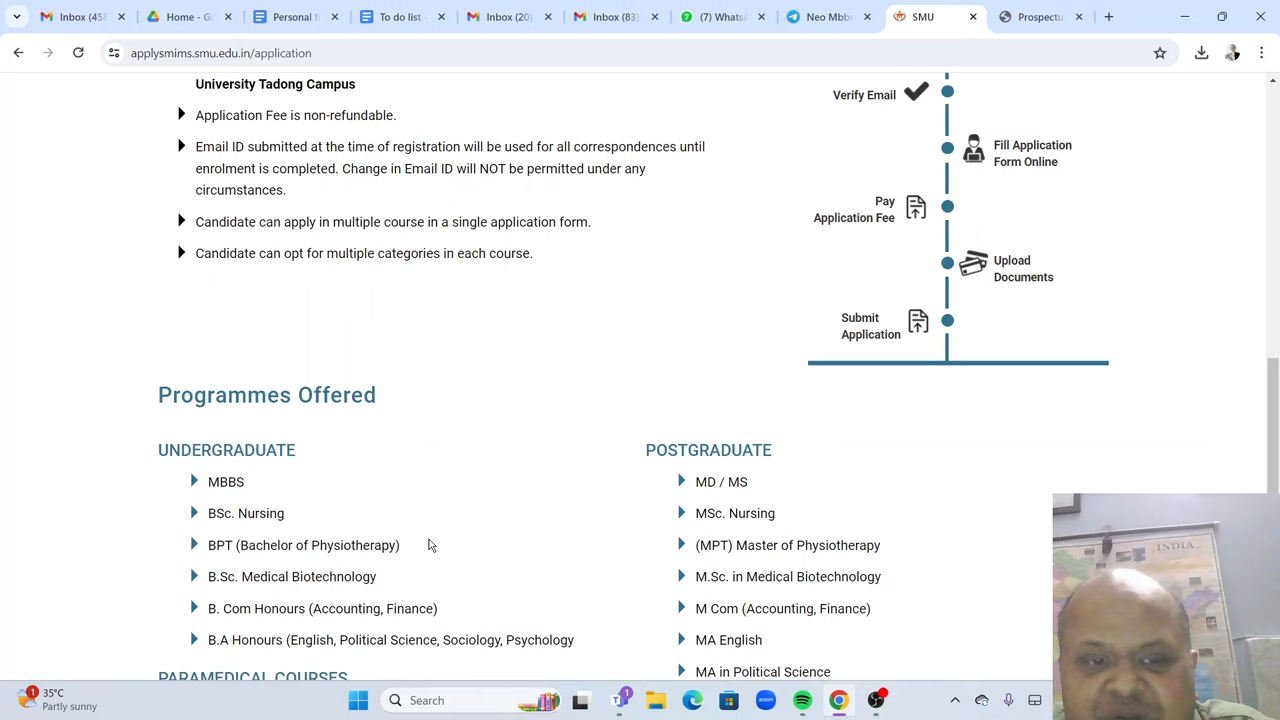 Inbox (458
Home - Go
Personal fi
To do list -
Inbox (20)
Inbox (83)
(7) Whats
Neo Mbb
SMU
Prospectu
applysmims.smu.edu.in/application
University Tadong Campus
Application Fee is non-refundable.
Email ID submitted at the time of registration will be used for all correspondences until
enrolment is completed. Change in Email ID will NOT be permitted under any
circumstances.
Candidate can apply in multiple course in a single application form.
Candidate can opt for multiple categories in each course.
Verify Email
Fill Application
Form Online
Pay
Application Fee
Upload
Documents
Submit
Application
Programmes Offered
UNDERGRADUATE
MBBS
BSc. Nursing
BPT (Bachelor of Physiotherapy)
B.Sc. Medical Biotechnology
B. Com Honours (Accounting, Finance)
B.A Honours (English, Political Science, Sociology, Psychology
PARAMEDICAL COURSES
POSTGRADUATE
MD / MS
MSc. Nursing
(MPT) Master of Physiotherapy
M.Sc. in Medical Biotechnology
M Com (Accounting, Finance)
MA English
MA in Political Science
INDIA
1
35°C
Partly sunny
Search
1